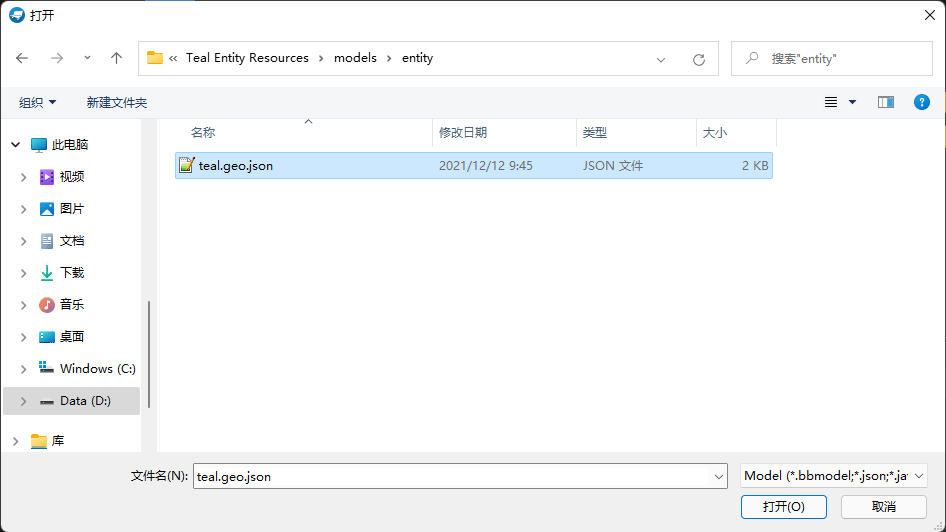 打开
« Teal Entity Resources › models › entity
搜索"entity"
组织 新建文件夹
名称 修改日期 类型 大小
teal.geo.json 2021/12/12 9:45 JSON 文件 2 KB
此电脑
视频
图片
文档
下载
音乐
桌面
Windows (C:)
Data (D:)
库
文件名(N): teal.geo.json Model (*.bbmodel;*.json;*.ja
打开(O) 取消